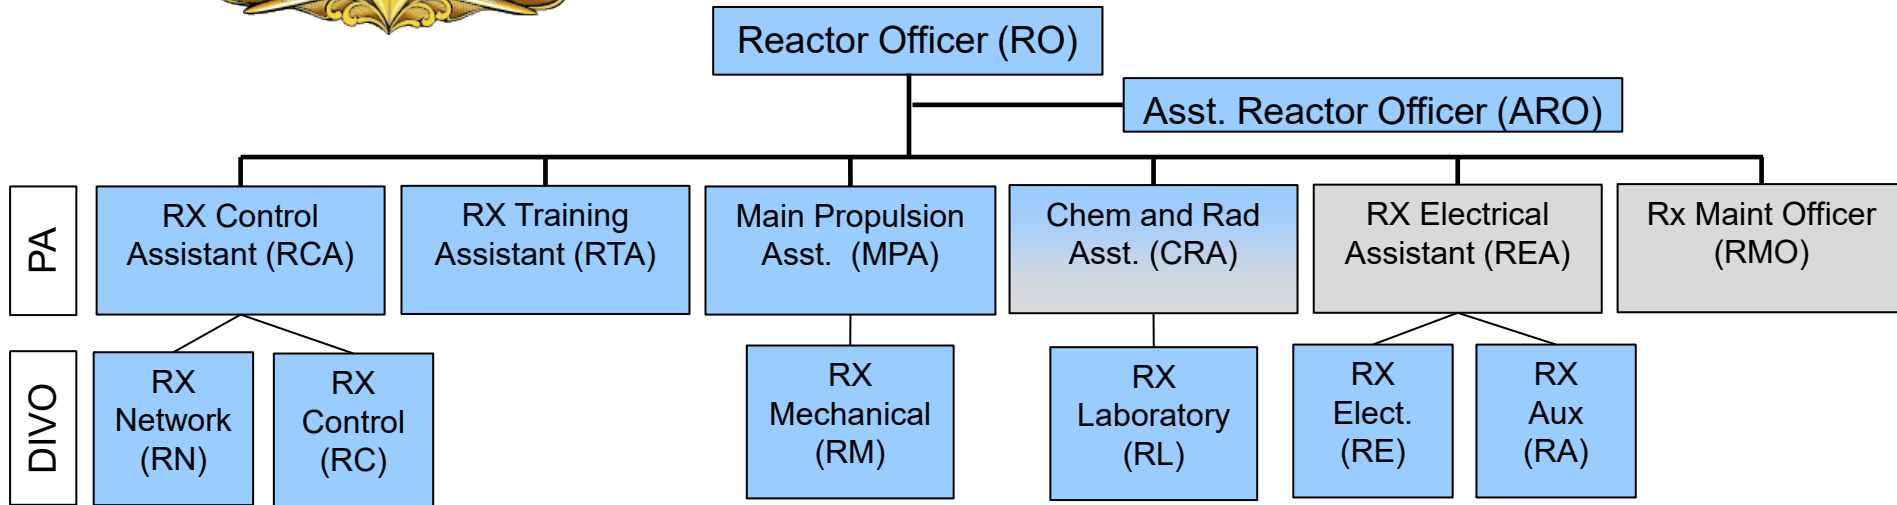 Reactor Officer (RO)
Asst. Reactor Officer (ARO)
PA
RX Control
Assistant (RCA)
RX Training
Assistant (RTA)
Main Propulsion
Asst.  (MPA)
Chem and Rad
Asst. (CRA)
RX Electrical
Assistant (REA)
Rx Maint Officer
(RMO)
DIVO
RX
Network
(RN)
RX
Control
(RC)
RX
Mechanical
(RM)
RX
Laboratory
(RL)
RX
Elect.
(RE)
RX
Aux
(RA)